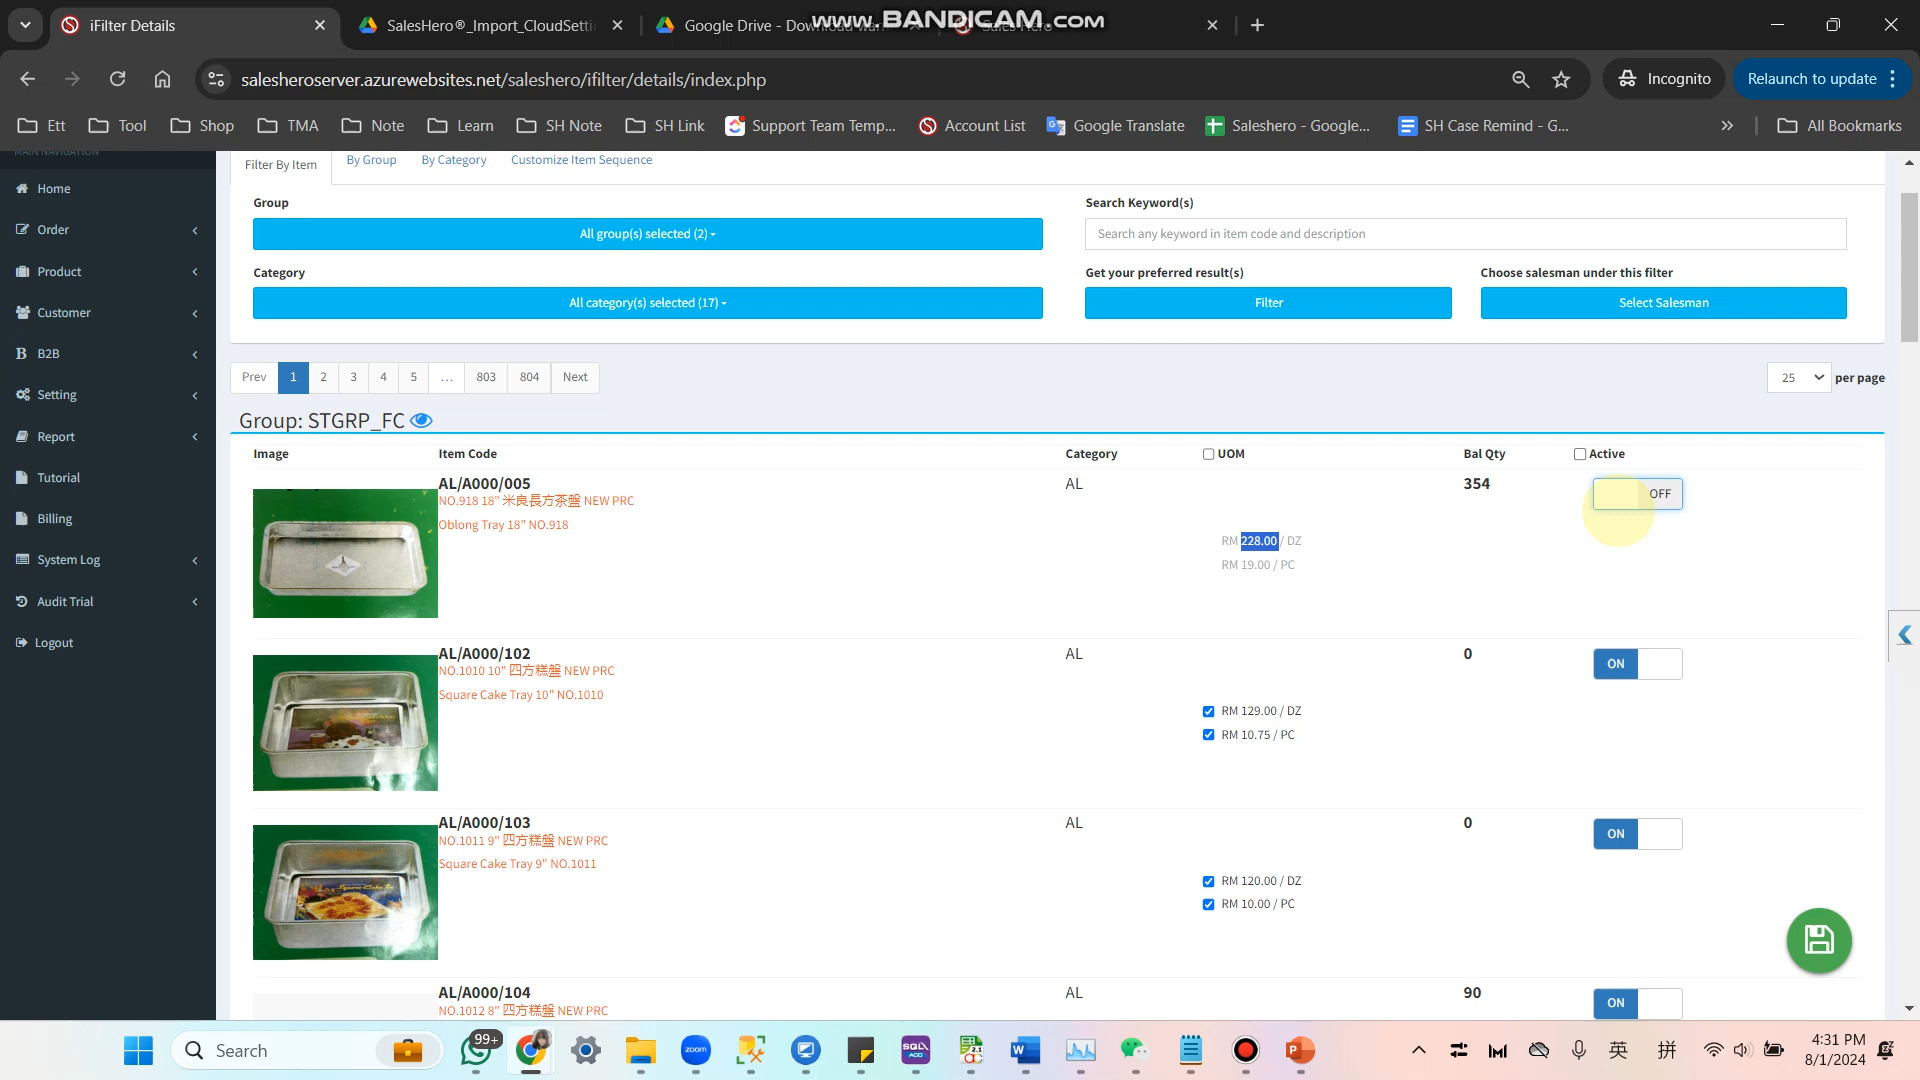 WWW.BANDICAM.COM
iFilter Details
SalesHero®_Import_CloudSetti
Google Drive - Dow
Sales Hero
salesheroserver.azurewebsites.net/saleshero/ifilter/details/index.php
Incognito
Relaunch to update
Ett
Tool
Shop
TMA
Note
Learn
SH Note
SH Link
Support Team Temp...
Account List
Google Translate
Saleshero - Google...
SH Case Remind - G...
All Bookmarks
MAIN NAVIGATION
Home
Order
Product
Customer
B2B
Setting
Report
Tutorial
Billing
System Log
Audit Trial
Logout
Filter By Item
By Group
By Category
Customize Item Sequence
Group
All group(s) selected (2)
Search Keyword(s)
Search any keyword in item code and description
Category
All category(s) selected (17)
Get your preferred result(s)
Filter
Choose salesman under this filter
Select Salesman
Prev 1 2 3 4 5 ... 803 804 Next
25 per page
Group: STGRP_FC
Image Item Code Category UOM Bal Qty Active
AL/A000/005 AL 354 OFF
NO.918 18" 米良長方茶盤 NEW PRC
Oblong Tray 18" NO.918
RM 228.00 / DZ
RM 19.00 / PC
AL/A000/102 AL 0 ON
NO.1010 10" 四方糕盤 NEW PRC
Square Cake Tray 10" NO.1010
RM 129.00 / DZ
RM 10.75 / PC
AL/A000/103 AL 0 ON
NO.1011 9" 四方糕盤 NEW PRC
Square Cake Tray 9" NO.1011
RM 120.00 / DZ
RM 10.00 / PC
AL/A000/104 AL 90 ON
NO.1012 8" 四方糕盤 NEW PRC
Search
99+
zoom
SQL
ACC
2.1
英
拼
4:31 PM
8/1/2024